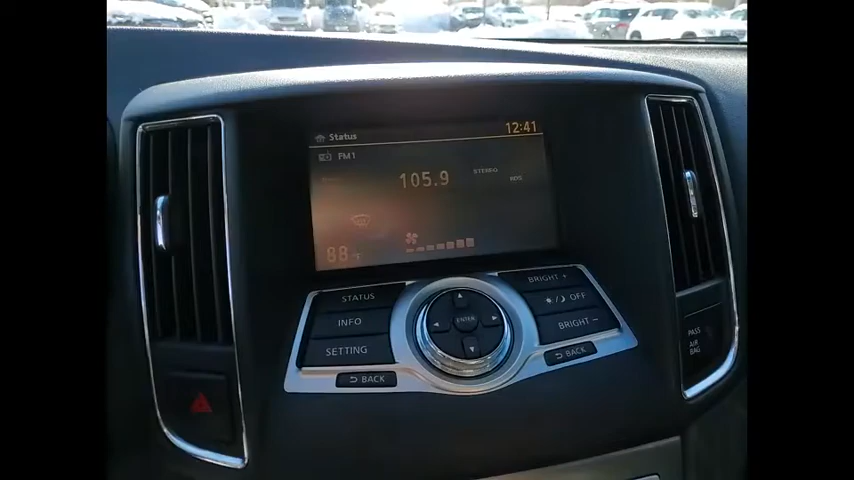 Status
12:41
FM1
105.9
STEREO
RDS
88 °F
STATUS
INFO
SETTING
BACK
ENTER
BRIGHT +
OFF
BRIGHT −
BACK
PASS
AIR
BAG